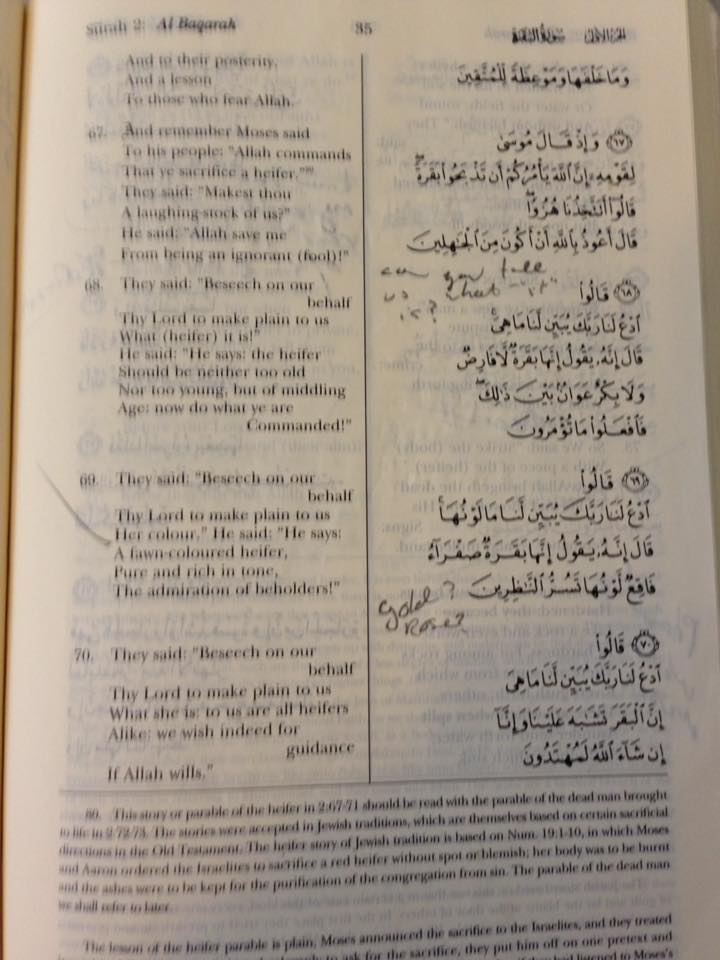 Surah 2: Al Baqarah
35
الجزء الأول سورة البقرة
And to their posterity,
And a lesson
To those who fear Allah.
67. And remember Moses said
To his people: "Allah commands
That ye sacrifice a heifer."80
They said: "Makest thou
A laughing-stock of us?"
He said: "Allah save me
From being an ignorant (fool)!"
68. They said: "Beseech on our
behalf
Thy Lord to make plain to us
What (heifer) it is!"
He said: "He says: the heifer
Should be neither too old
Nor too young, but of middling
Age: now do what ye are
Commanded!"
69. They said: "Beseech on our
behalf
Thy Lord to make plain to us
Her colour," He said: "He says:
A fawn-coloured heifer,
Pure and rich in tone,
The admiration of beholders!"
70. They said: "Beseech on our
behalf
Thy Lord to make plain to us
What she is: to us are all heifers
Alike: we wish indeed for
guidance
If Allah wills."
وَمَا خَلْفَهَا وَمَوْعِظَةً لِّلْمُتَّقِينَ
﴿٦٧﴾ وَإِذْ قَالَ مُوسَىٰ
لِقَوْمِهِۦٓ إِنَّ ٱللَّهَ يَأْمُرُكُمْ أَن تَذْبَحُوا۟ بَقَرَةً ۖ
قَالُوٓا۟ أَتَتَّخِذُنَا هُزُوًا ۖ
قَالَ أَعُوذُ بِٱللَّهِ أَنْ أَكُونَ مِنَ ٱلْجَٰهِلِينَ
can you tell
us what "it"
is?
﴿٦٨﴾ قَالُوا۟
ٱدْعُ لَنَا رَبَّكَ يُبَيِّن لَّنَا مَا هِىَ ۚ
قَالَ إِنَّهُۥ يَقُولُ إِنَّهَا بَقَرَةٌ لَّا فَارِضٌ
وَلَا بِكْرٌ عَوَانٌۢ بَيْنَ ذَٰلِكَ ۖ
فَٱفْعَلُوا۟ مَا تُؤْمَرُونَ
﴿٦٩﴾ قَالُوا۟
ٱدْعُ لَنَا رَبَّكَ يُبَيِّن لَّنَا مَا لَوْنُهَا ۚ
قَالَ إِنَّهُۥ يَقُولُ إِنَّهَا بَقَرَةٌ صَفْرَآءُ
فَاقِعٌ لَّوْنُهَا تَسُرُّ ٱلنَّٰظِرِينَ
gold?
Rose?
﴿٧٠﴾ قَالُوا۟
ٱدْعُ لَنَا رَبَّكَ يُبَيِّن لَّنَا مَا هِىَ
إِنَّ ٱلْبَقَرَ تَشَٰبَهَ عَلَيْنَا وَإِنَّآ
إِن شَآءَ ٱللَّهُ لَمُهْتَدُونَ
80. This story or parable of the heifer in 2:67-71 should be read with the parable of the dead man brought
to life in 2:72-73. The stories were accepted in Jewish traditions, which are themselves based on certain sacrificial
directions in the Old Testament. The heifer story of Jewish tradition is based on Num. 19:1-10, in which Moses
and Aaron ordered the Israelites to sacrifice a red heifer without spot or blemish; her body was to be burnt
and the ashes were to be kept for the purification of the congregation from sin. The parable of the dead man
we shall refer to later.
The lesson of the heifer parable is plain. Moses announced the sacrifice to the Israelites, and they treated
to ask for the sacrifice, they put him off on one pretext and
had listened to Moses's